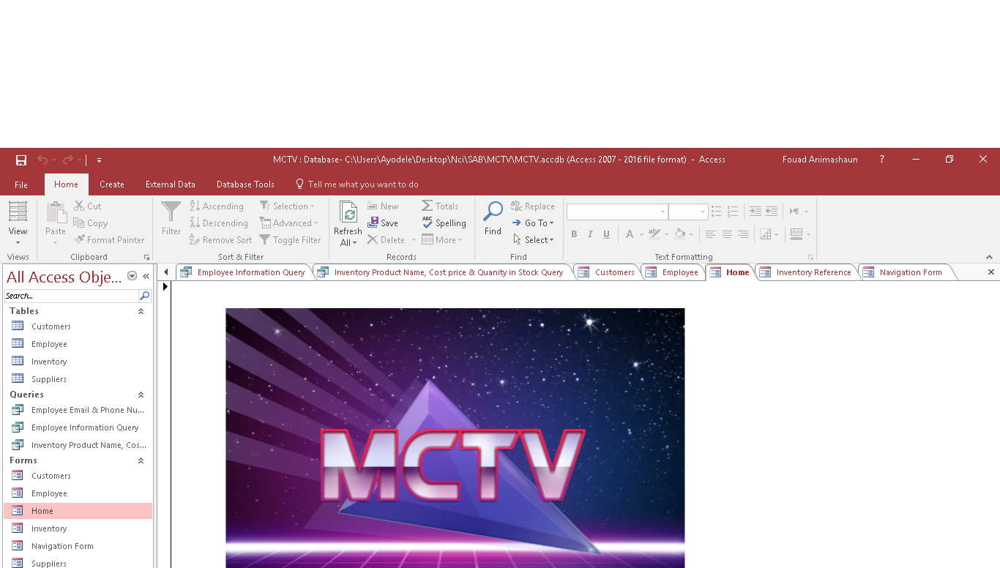 MCTV : Database- C:\Users\Ayodele\Desktop\Nci\SAB\MCTV\MCTV.accdb (Access 2007 - 2016 file format) - Access
Fouad Animashaun
?
File
Home
Create
External Data
Database Tools
Tell me what you want to do
View
Views
Paste
Cut
Copy
Format Painter
Clipboard
Filter
Ascending
Descending
Remove Sort
Selection
Advanced
Toggle Filter
Sort & Filter
Refresh
All
New
Save
Delete
Totals
Spelling
More
Records
Find
Replace
Go To
Select
Find
B I U A
Text Formatting
All Access Obje...
Search...
Tables
Customers
Employee
Inventory
Suppliers
Queries
Employee Email & Phone Nu...
Employee Information Query
Inventory Product Name, Cos...
Forms
Customers
Employee
Home
Inventory
Navigation Form
Suppliers
Employee Information Query
Inventory Product Name, Cost price & Quanity in Stock Query
Customers
Employee
Home
Inventory Reference
Navigation Form
MCTV